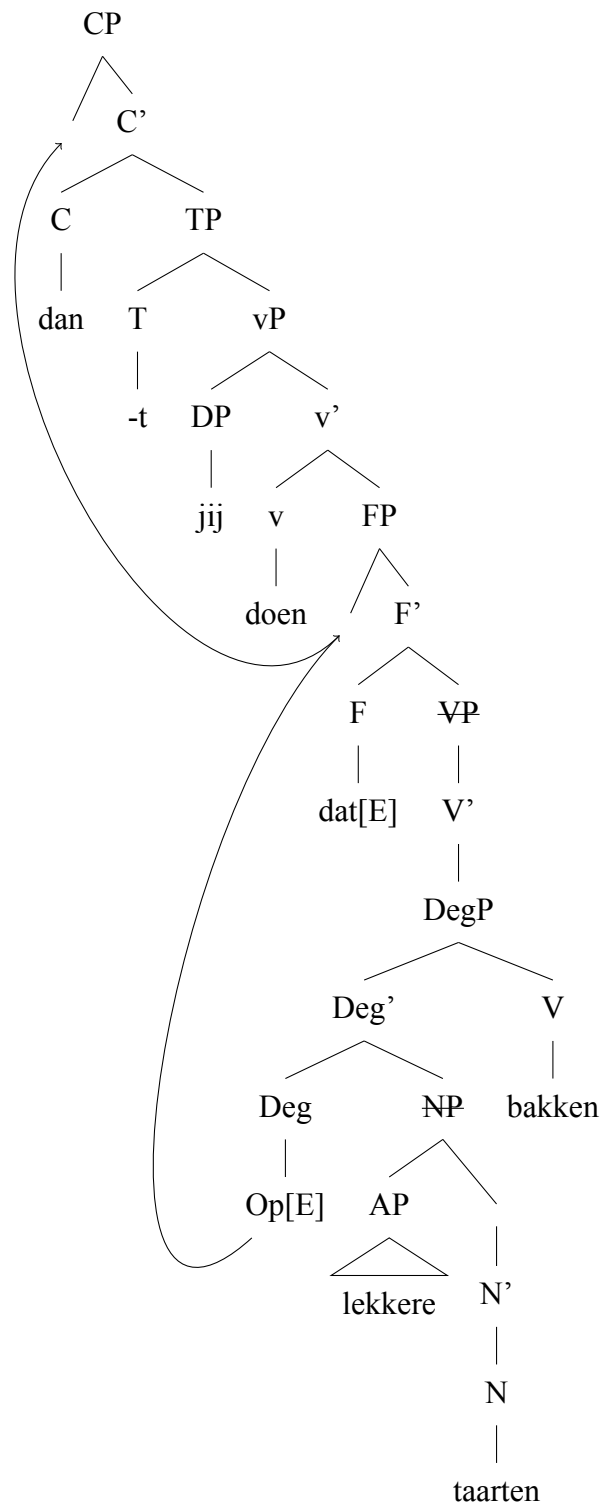 CP
C’
C TP
dan T vP
-t DP v’
jij v FP
doen F’
F VP
dat[E] V’
DegP
Deg’ V
Deg NP bakken
Op[E] AP
lekkere N’
N
taarten